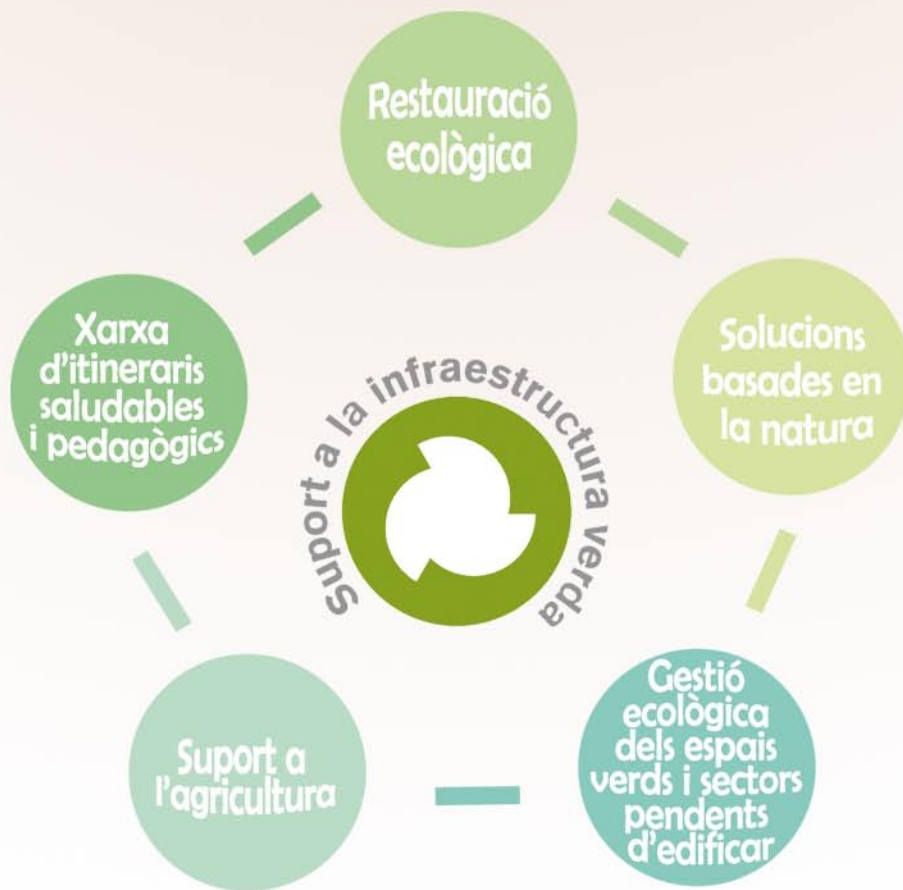 Restauració
ecològica
Solucions
basades en
la natura
Gestió
ecològica
dels espais
verds i sectors
pendents
d'edificar
Suport a
l'agricultura
Xarxa
d'itineraris
saludables
i pedagògics
Suport a la infraestructura verda